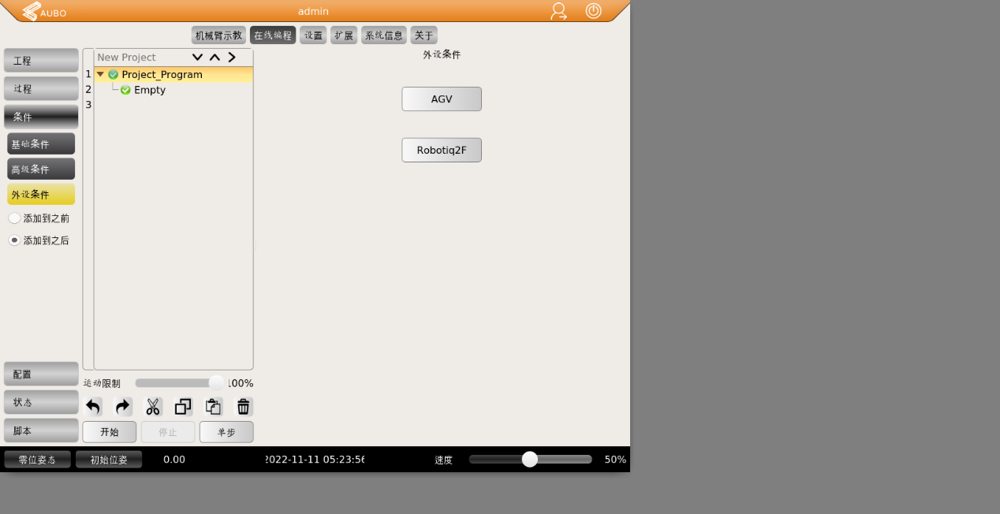 AUBO
admin
机械臂示教 在线编程 设置 扩展 系统信息 关于
工程
过程
条件
基础条件
高级条件
外设条件
添加到之前
添加到之后
配置
状态
脚本
New Project
1 Project_Program
2 Empty
3
外设条件
AGV
Robotiq2F
运动限制 100%
开始 停止 单步
零位姿态 初始位姿 0.00 2022-11-11 05:23:56 速度 50%